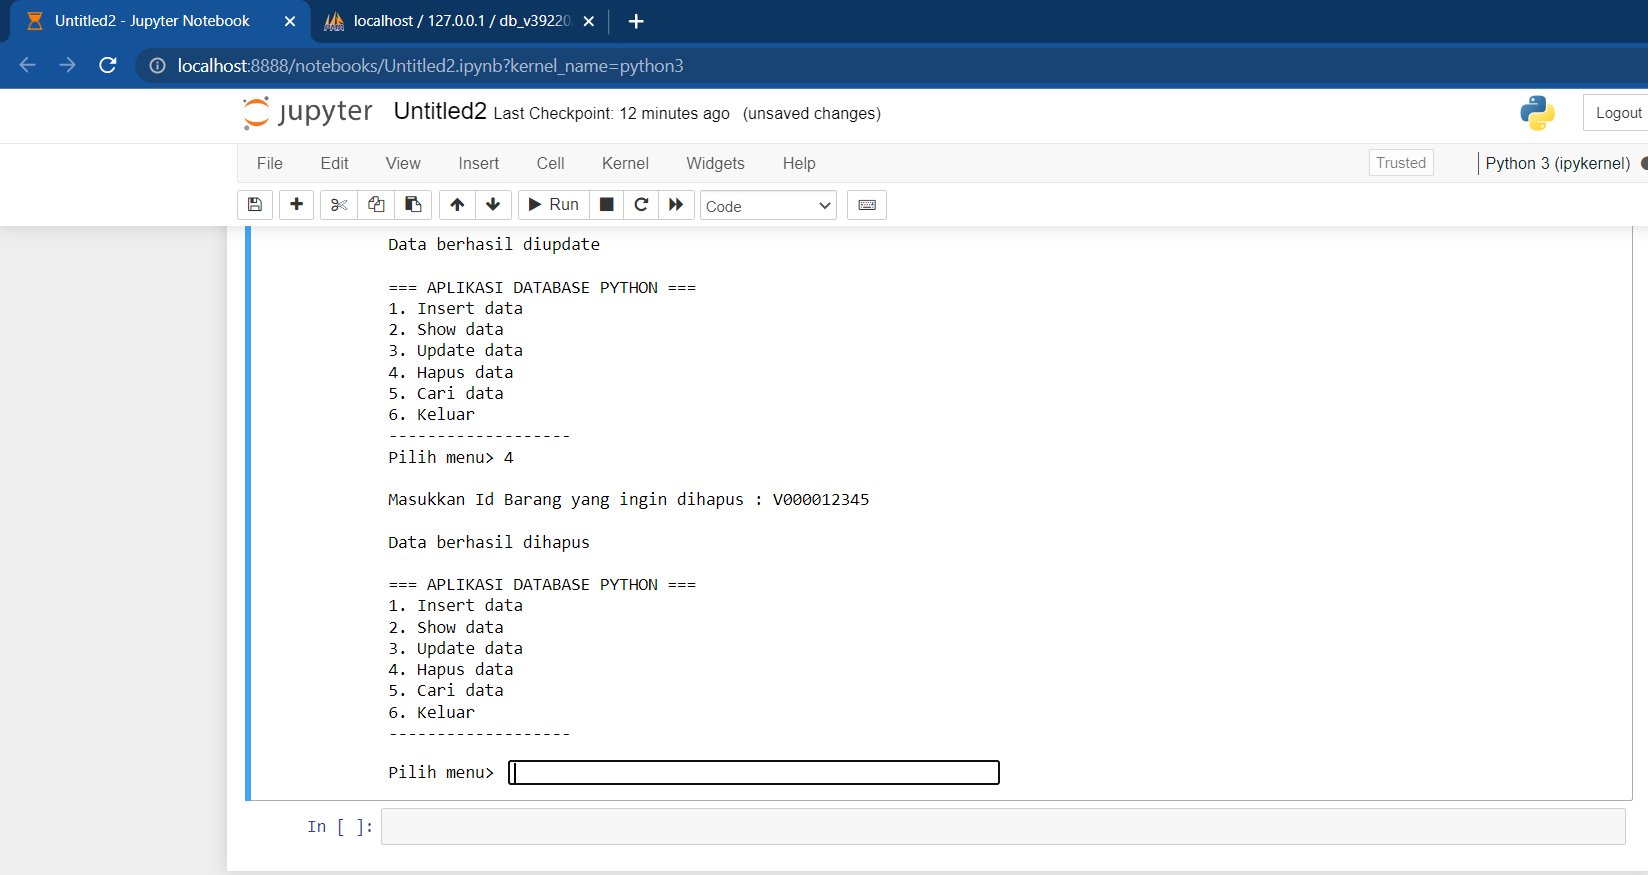 Untitled2 - Jupyter Notebook
localhost / 127.0.0.1 / db_v39220
localhost:8888/notebooks/Untitled2.ipynb?kernel_name=python3
jupyter Untitled2 Last Checkpoint: 12 minutes ago (unsaved changes)
Logout
File Edit View Insert Cell Kernel Widgets Help
Trusted
Python 3 (ipykernel)
Run
Code
Data berhasil diupdate
=== APLIKASI DATABASE PYTHON ===
1. Insert data
2. Show data
3. Update data
4. Hapus data
5. Cari data
6. Keluar
-------------------
Pilih menu> 4
Masukkan Id Barang yang ingin dihapus : V000012345
Data berhasil dihapus
=== APLIKASI DATABASE PYTHON ===
1. Insert data
2. Show data
3. Update data
4. Hapus data
5. Cari data
6. Keluar
-------------------
Pilih menu>
In [ ]: